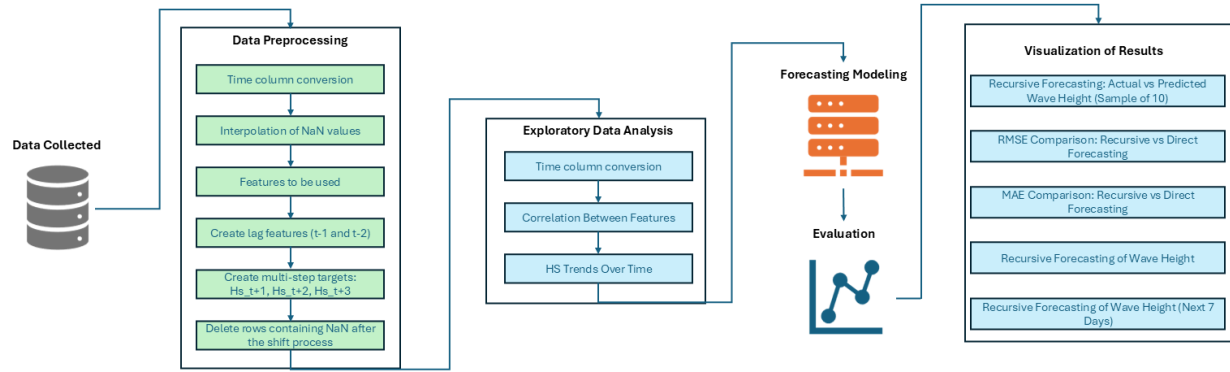 Data Collected
Data Preprocessing
Time column conversion
Interpolation of NaN values
Features to be used
Create lag features (t-1 and t-2)
Create multi-step targets:
Hs_t+1, Hs_t+2, Hs_t+3
Delete rows containing NaN after
the shift process
Exploratory Data Analysis
Time column conversion
Correlation Between Features
HS Trends Over Time
Forecasting Modeling
Evaluation
Visualization of Results
Recursive Forecasting: Actual vs Predicted
Wave Height (Sample of 10)
RMSE Comparison: Recursive vs Direct
Forecasting
MAE Comparison: Recursive vs Direct
Forecasting
Recursive Forecasting of Wave Height
Recursive Forecasting of Wave Height (Next 7
Days)